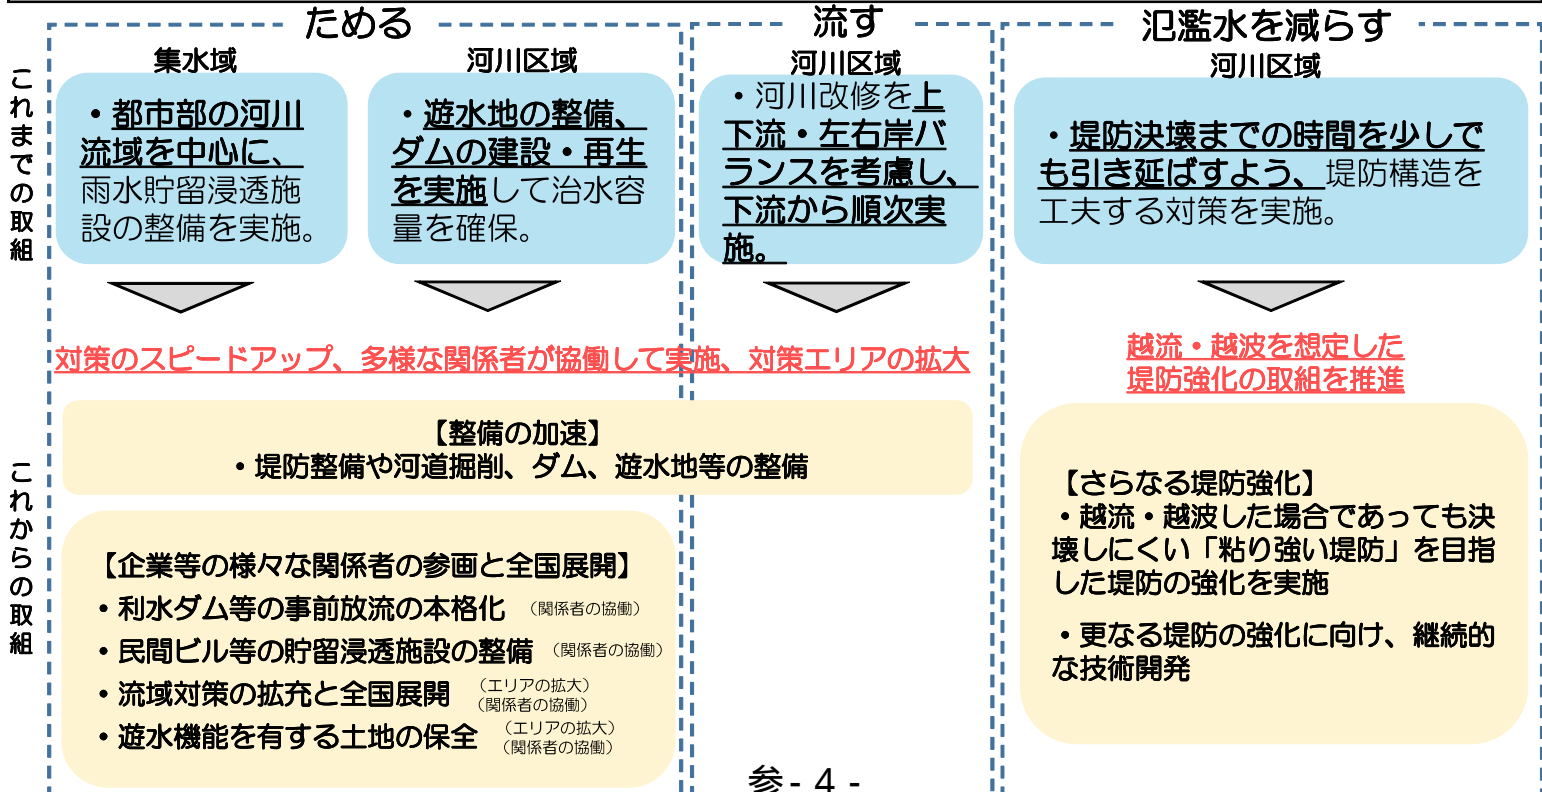 ためる
集水域
河川区域
流す
河川区域
氾濫水を減らす
河川区域
これまでの取組
・都市部の河川
流域を中心に、
雨水貯留浸透施
設の整備を実施。
・遊水地の整備、
ダムの建設・再生
を実施して治水容
量を確保。
・河川改修を上
下流・左右岸バ
ランスを考慮し、
下流から順次実
施。
・堤防決壊までの時間を少しで
も引き延ばすよう、堤防構造を
工夫する対策を実施。
対策のスピードアップ、多様な関係者が協働して実施、対策エリアの拡大
越流・越波を想定した
堤防強化の取組を推進
これからの取組
【整備の加速】
・堤防整備や河道掘削、ダム、遊水地等の整備
【企業等の様々な関係者の参画と全国展開】
・利水ダム等の事前放流の本格化 （関係者の協働）
・民間ビル等の貯留浸透施設の整備 （関係者の協働）
・流域対策の拡充と全国展開 （エリアの拡大）
（関係者の協働）
・遊水機能を有する土地の保全 （エリアの拡大）
（関係者の協働）
【さらなる堤防強化】
・越流・越波した場合であっても決
壊しにくい「粘り強い堤防」を目指
した堤防の強化を実施
・更なる堤防の強化に向け、継続的
な技術開発
参- 4 -